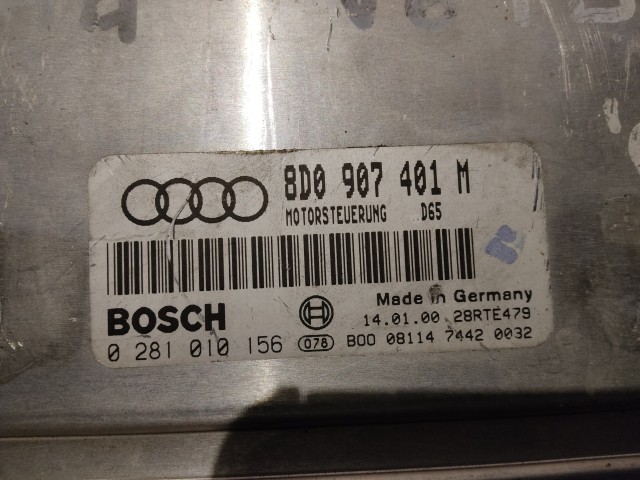 8D0 907 401 M
MOTORSTEUERUNG D65
BOSCH
Made in Germany
14.01.00 28RTE479
0 281 010 156 078 B00 08114 7442 0032